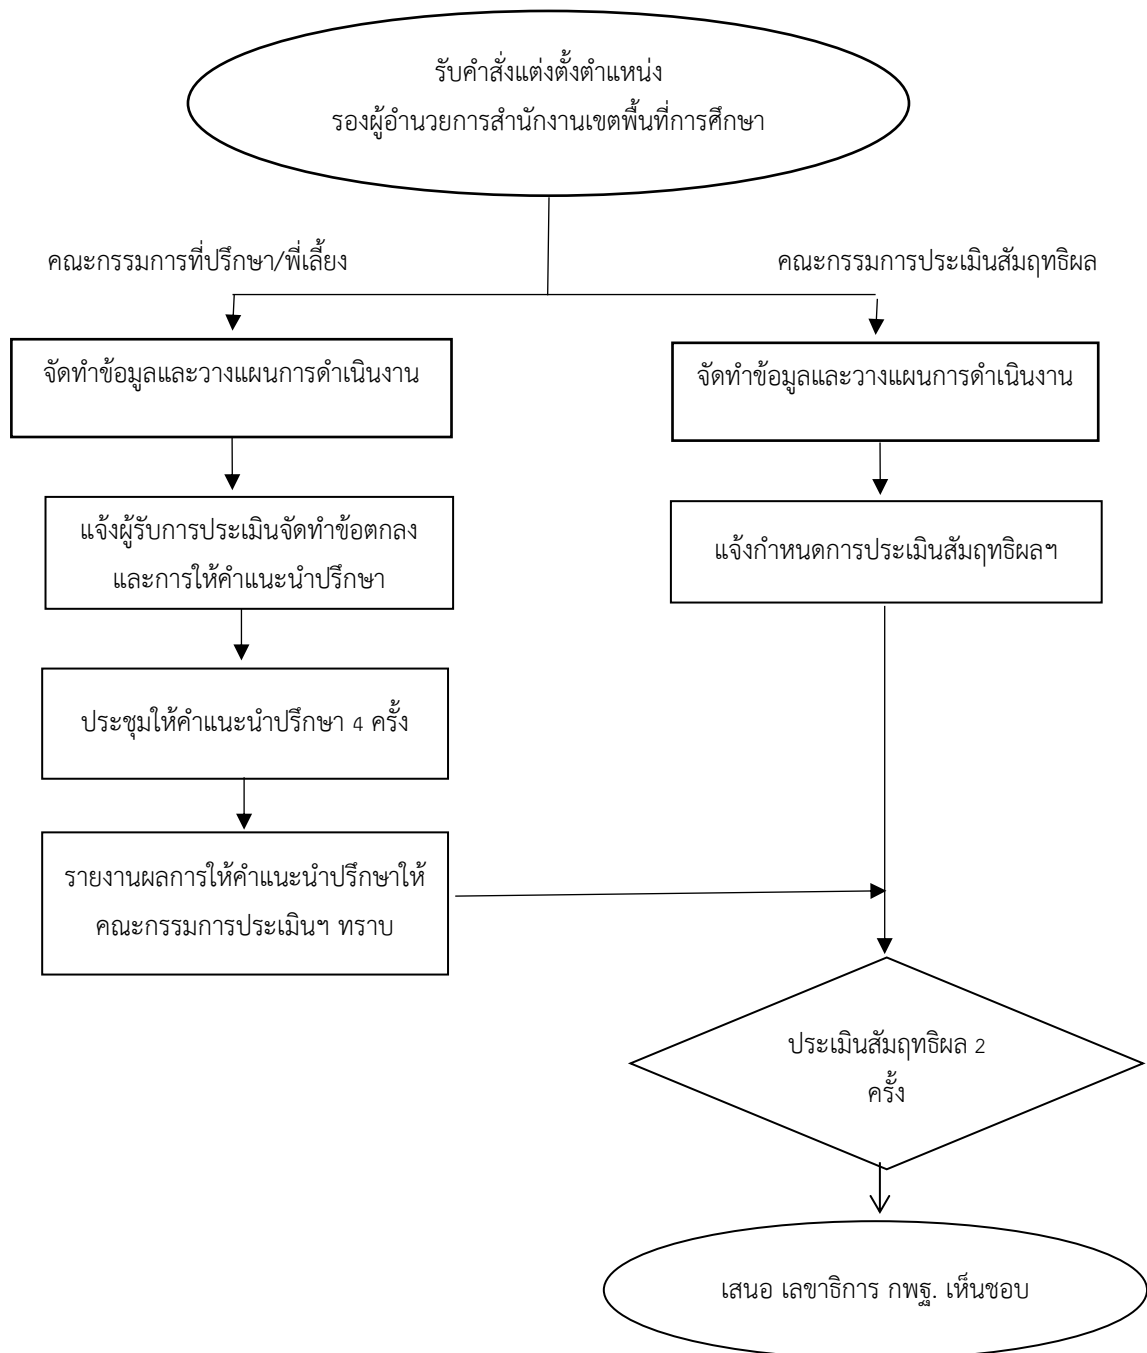 รับคำสั่งแต่งตั้งตำแหน่ง
รองผู้อำนวยการสำนักงานเขตพื้นที่การศึกษา
คณะกรรมการที่ปรึกษา/พี่เลี้ยง
คณะกรรมการประเมินสัมฤทธิผล
จัดทำข้อมูลและวางแผนการดำเนินงาน
จัดทำข้อมูลและวางแผนการดำเนินงาน
แจ้งผู้รับการประเมินจัดทำข้อตกลง
และการให้คำแนะนำปรึกษา
แจ้งกำหนดการประเมินสัมฤทธิผลฯ
ประชุมให้คำแนะนำปรึกษา 4 ครั้ง
รายงานผลการให้คำแนะนำปรึกษาให้
คณะกรรมการประเมินฯ ทราบ
ประเมินสัมฤทธิผล 2
ครั้ง
เสนอ เลขาธิการ กพฐ. เห็นชอบ